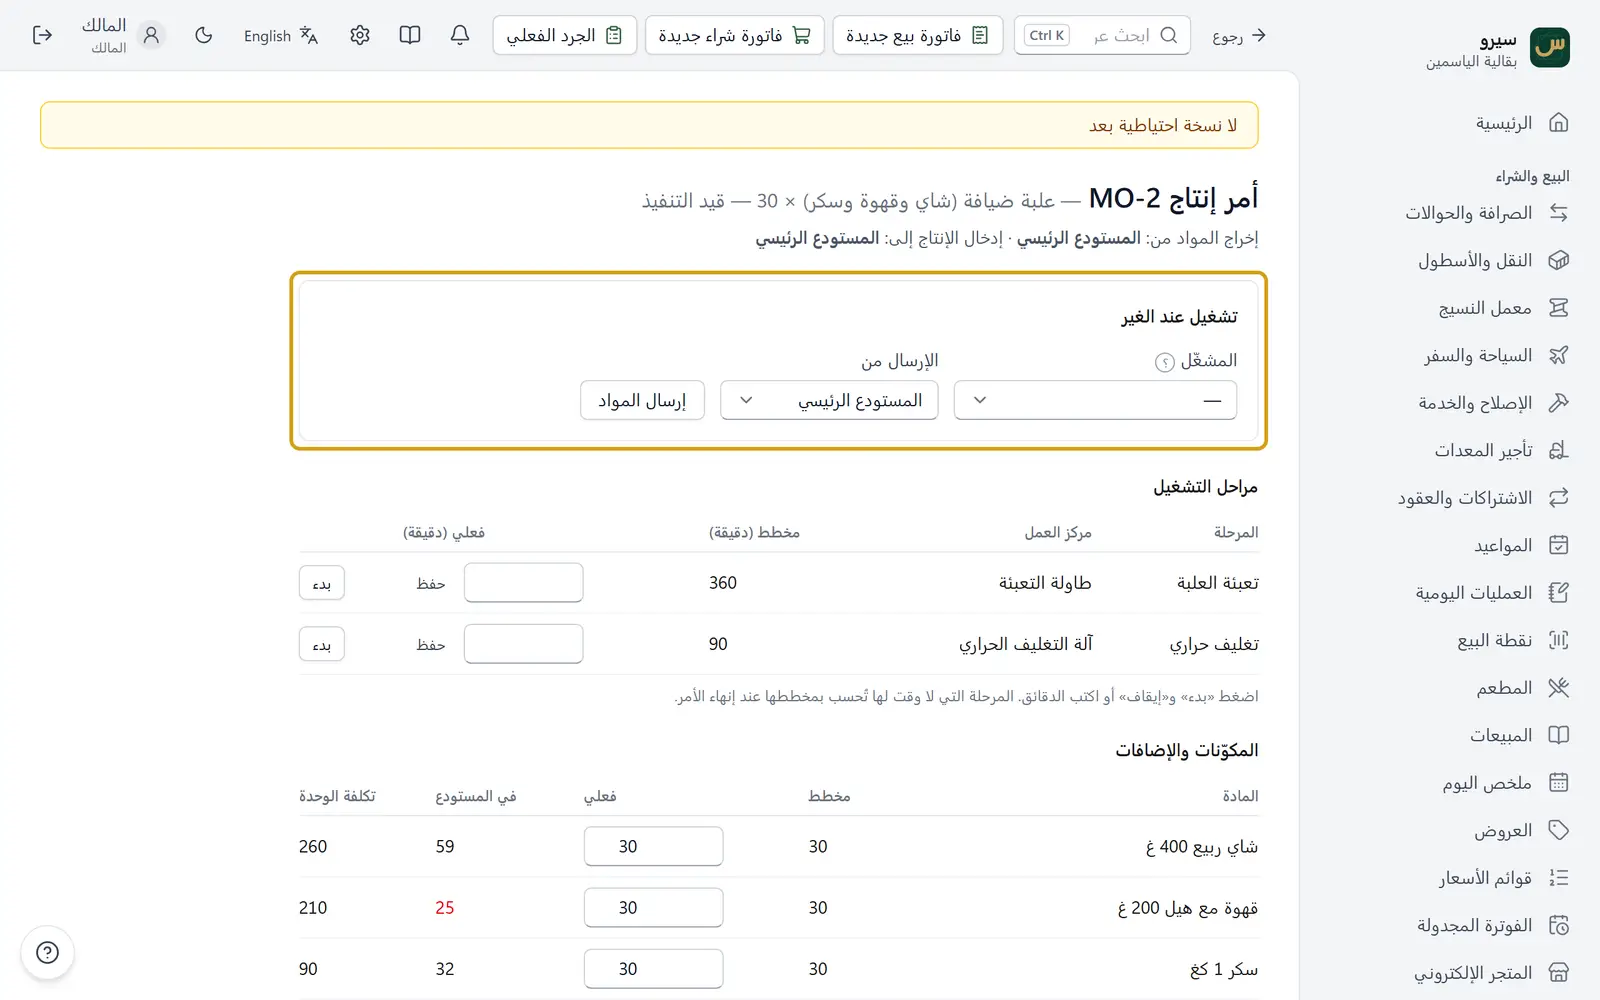 سيرو
بقالية الياسمين
رجوع
ابحث عر
Ctrl K
فاتورة بيع جديدة
فاتورة شراء جديدة
الجرد الفعلي
English
المالك
المالك
الرئيسية
البيع والشراء
الصرافة والحوالات
النقل والأسطول
معمل النسيج
السياحة والسفر
الإصلاح والخدمة
تأجير المعدات
الاشتراكات والعقود
المواعيد
العمليات اليومية
نقطة البيع
المطعم
المبيعات
ملخص اليوم
العروض
قوائم الأسعار
الفوترة المجدولة
المتجر الإلكتروني
لا نسخة احتياطية بعد
أمر إنتاج MO-2 — علبة ضيافة (شاي وقهوة وسكر) × 30 — قيد التنفيذ
إخراج المواد من: المستودع الرئيسي · إدخال الإنتاج إلى: المستودع الرئيسي
تشغيل عند الغير
المشغّل ؟ الإرسال من
— المستودع الرئيسي إرسال المواد
مراحل التشغيل
المرحلة مركز العمل مخطط (دقيقة) فعلي (دقيقة)
تعبئة العلبة طاولة التعبئة 360 حفظ بدء
تغليف حراري آلة التغليف الحراري 90 حفظ بدء
اضغط «بدء» و«إيقاف» أو اكتب الدقائق. المرحلة التي لا وقت لها تُحسب بمخططها عند إنهاء الأمر.
المكوّنات والإضافات
المادة مخطط فعلي في المستودع تكلفة الوحدة
شاي ربيع 400 غ 30 30 59 260
قهوة مع هيل 200 غ 30 30 25 210
سكر 1 كغ 30 30 32 90